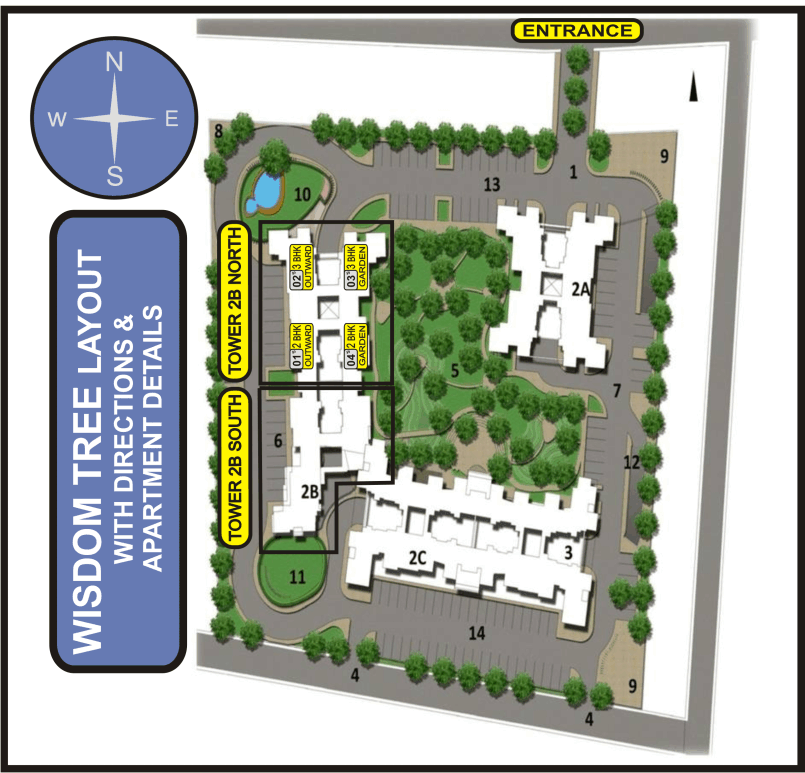 ENTRANCE
N
W
E
S
WISDOM TREE LAYOUT
WITH DIRECTIONS &
APARTMENT DETAILS
TOWER 2B NORTH
TOWER 2B SOUTH
8
9
1
13
10
02
3 BHK
OUTWARD
03
3 BHK
GARDEN
2A
01
2 BHK
OUTWARD
04
2 BHK
GARDEN
5
7
6
12
2B
2C
3
11
14
4
9
4